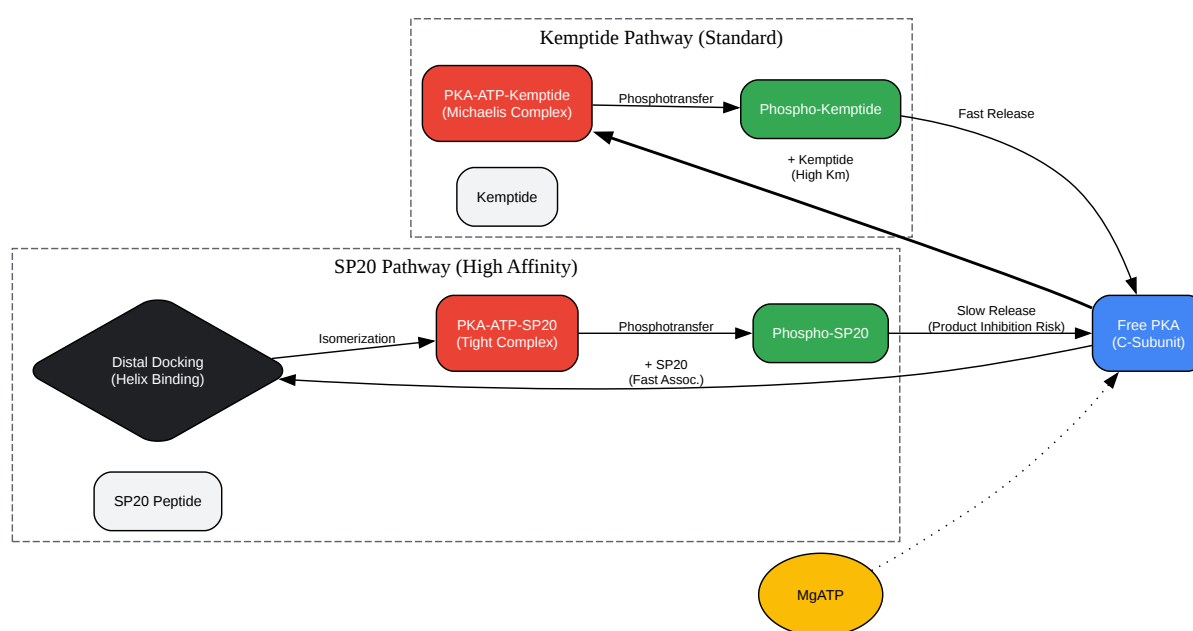 Kemptide Pathway (Standard)
PKA-ATP-Kemptide
(Michaelis Complex)
Phosphotransfer
Phospho-Kemptide
Fast Release
+ Kemptide
(High Km)
Kemptide
SP20 Pathway (High Affinity)
Distal Docking
(Helix Binding)
Isomerization
PKA-ATP-SP20
(Tight Complex)
Phosphotransfer
Phospho-SP20
Slow Release
(Product Inhibition Risk)
Free PKA
(C-Subunit)
+ SP20
(Fast Assoc.)
SP20 Peptide
MgATP